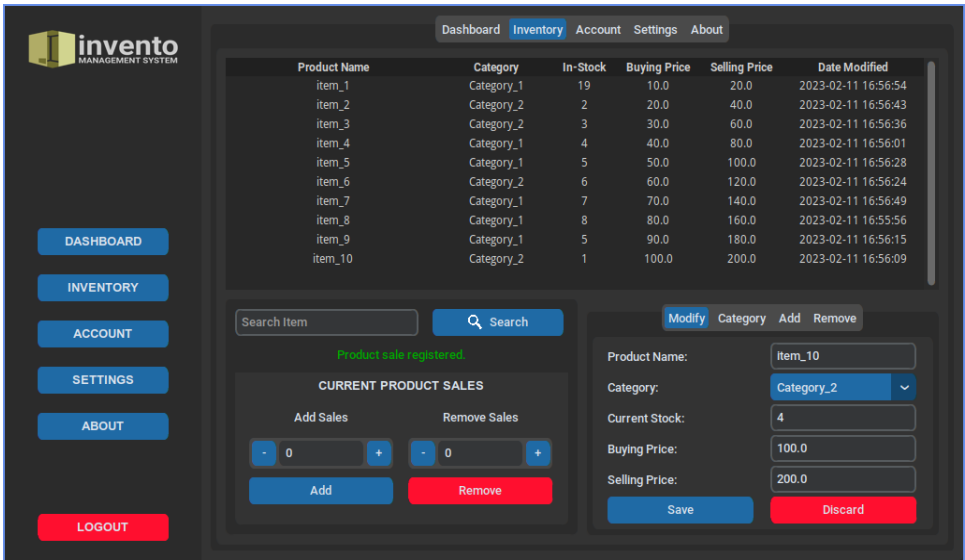 invento
MANAGEMENT SYSTEM
DASHBOARD
INVENTORY
ACCOUNT
SETTINGS
ABOUT
LOGOUT
Dashboard Inventory Account Settings About
Product Name Category In-Stock Buying Price Selling Price Date Modified
item_1 Category_1 19 10.0 20.0 2023-02-11 16:56:54
item_2 Category_2 2 20.0 40.0 2023-02-11 16:56:43
item_3 Category_2 3 30.0 60.0 2023-02-11 16:56:36
item_4 Category_1 4 40.0 80.0 2023-02-11 16:56:01
item_5 Category_1 5 50.0 100.0 2023-02-11 16:56:28
item_6 Category_2 6 60.0 120.0 2023-02-11 16:56:24
item_7 Category_1 7 70.0 140.0 2023-02-11 16:56:49
item_8 Category_1 8 80.0 160.0 2023-02-11 16:55:56
item_9 Category_1 5 90.0 180.0 2023-02-11 16:56:15
item_10 Category_2 1 100.0 200.0 2023-02-11 16:56:09
Search Item Search
Product sale registered.
CURRENT PRODUCT SALES
Add Sales Remove Sales
- 0 + - 0 +
Add Remove
Modify Category Add Remove
Product Name: item_10
Category: Category_2
Current Stock: 4
Buying Price: 100.0
Selling Price: 200.0
Save Discard